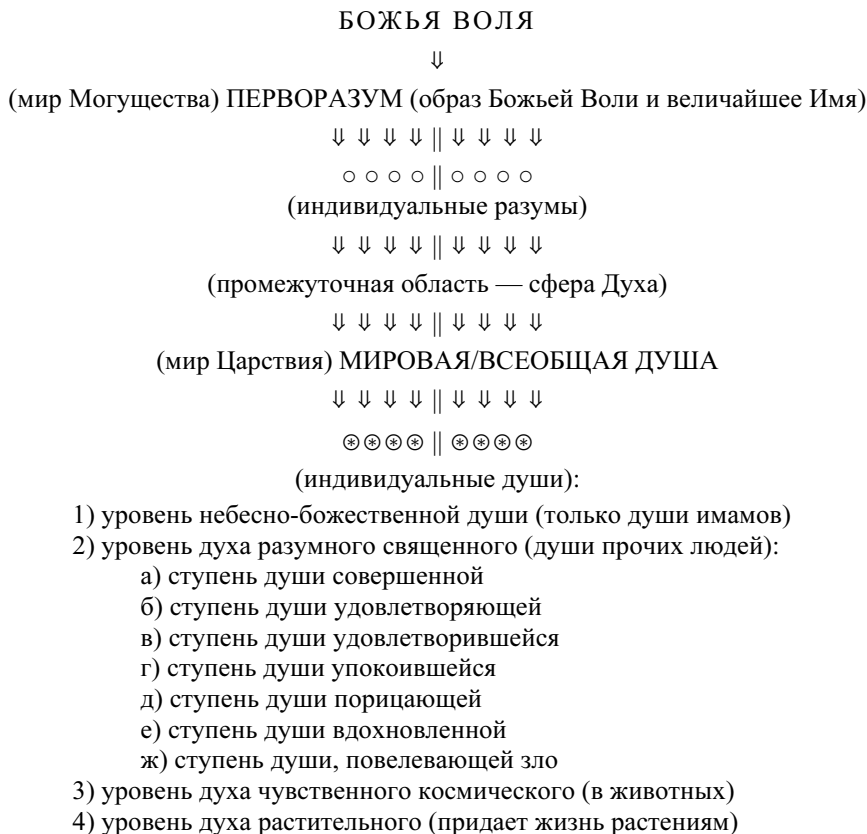 БОЖЬЯ ВОЛЯ
⇓
(мир Могущества) ПЕРВОРАЗУМ (образ Божьей Воли и величайшее Имя)
⇓ ⇓ ⇓ ⇓ || ⇓ ⇓ ⇓ ⇓
○ ○ ○ ○ || ○ ○ ○ ○
(индивидуальные разумы)
⇓ ⇓ ⇓ ⇓ || ⇓ ⇓ ⇓ ⇓
(промежуточная область — сфера Духа)
⇓ ⇓ ⇓ ⇓ || ⇓ ⇓ ⇓ ⇓
(мир Царствия) МИРОВАЯ/ВСЕОБЩАЯ ДУША
⇓ ⇓ ⇓ ⇓ || ⇓ ⇓ ⇓ ⇓
⊛⊛⊛⊛ || ⊛⊛⊛⊛
(индивидуальные души):
1) уровень небесно-божественной души (только души имамов)
2) уровень духа разумного священного (души прочих людей):
а) ступень души совершенной
б) ступень души удовлетворяющей
в) ступень души удовлетворившейся
г) ступень души упокоившейся
д) ступень души порицающей
е) ступень души вдохновленной
ж) ступень души, повелевающей зло
3) уровень духа чувственного космического (в животных)
4) уровень духа растительного (придает жизнь растениям)